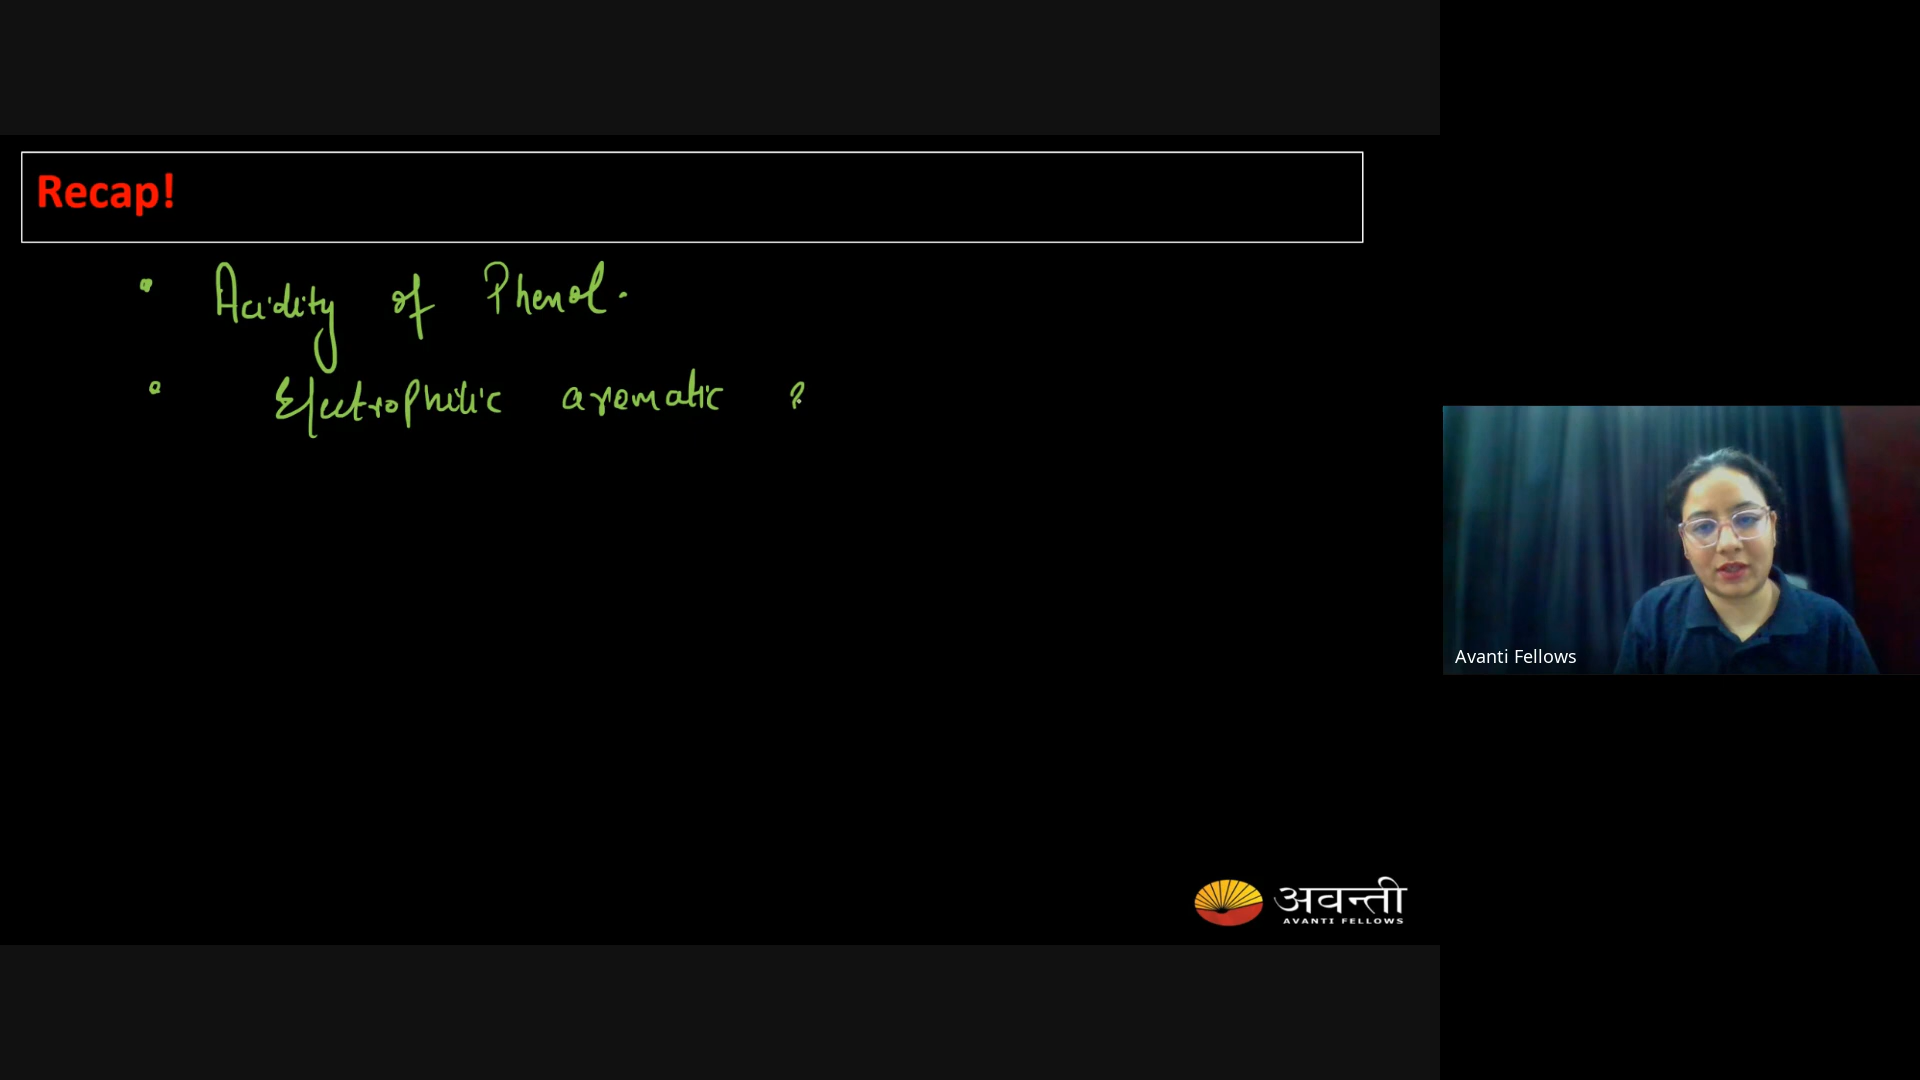 Recap!
• Acidity of Phenol.
• Electrophilic aromatic
Avanti Fellows
अवन्ती
AVANTI FELLOWS